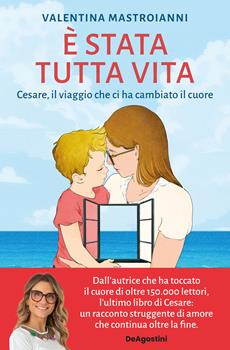 VALENTINA MASTROIANNI
È STATA
TUTTA VITA
Cesare, il viaggio che ci ha cambiato il cuore
Dall'autrice che ha toccato
il cuore di oltre 150.000 lettori,
l'ultimo libro di Cesare:
un racconto struggente di amore
che continua oltre la fine.
DeAgostini